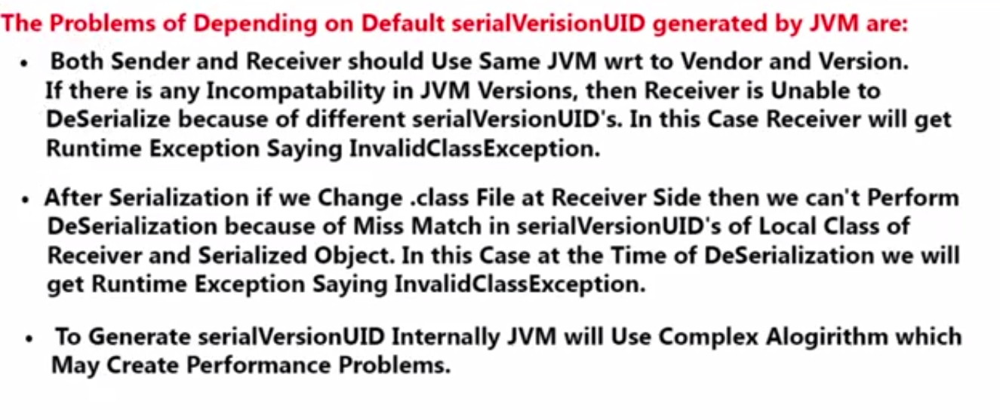 The Problems of Depending on Default serialVerisionUID generated by JVM are:
• Both Sender and Receiver should Use Same JVM wrt to Vendor and Version.
If there is any Incompatability in JVM Versions, then Receiver is Unable to
DeSerialize because of different serialVersionUID's. In this Case Receiver will get
Runtime Exception Saying InvalidClassException.
• After Serialization if we Change .class File at Receiver Side then we can't Perform
DeSerialization because of Miss Match in serialVersionUID's of Local Class of
Receiver and Serialized Object. In this Case at the Time of DeSerialization we will
get Runtime Exception Saying InvalidClassException.
• To Generate serialVersionUID Internally JVM will Use Complex Alogirithm which
May Create Performance Problems.